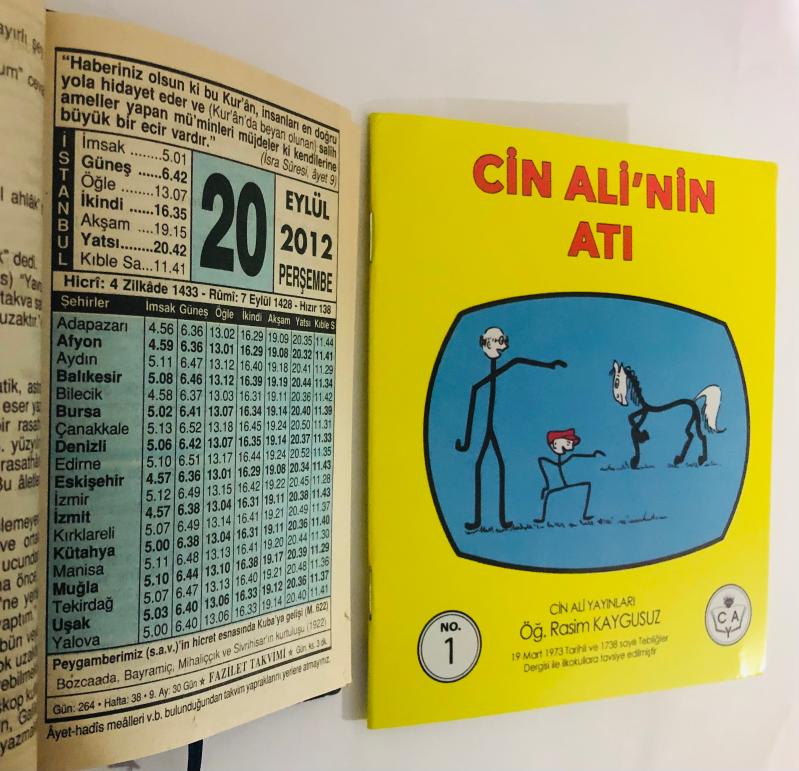 ayırlı
"Haberiniz olsun ki bu Kur'ân, insanları en doğru
yola hidayet eder ve (Kur'ân'da beyan olunan) salih
ameller yapan mü'minleri müjdeler ki kendilerine
büyük bir ecir vardır."
(İsra Sûresi, âyet 9)
İSTANBUL
İmsak .......5.01
Güneş ......6.42
Öğle .......13.07
İkindi ......16.35
Akşam ....19.15
Yatsı........20.42
Kıble Sa...11.41
20
EYLÜL
2012
PERŞEMBE
Hicrî: 4 Zilkâde 1433 - Rûmî: 7 Eylül 1428 - Hızır 138
Şehirler İmsak Güneş Öğle İkindi Akşam Yatsı Kıble S
Adapazarı 4.56 6.36 13.02 16.29 19.09 20.35 11.44
Afyon 4.59 6.36 13.01 16.29 19.08 20.32 11.41
Aydın 5.11 6.47 13.12 16.40 19.18 20.41 11.29
Balıkesir 5.08 6.46 13.12 16.39 19.19 20.44 11.34
Bilecik 4.58 6.37 13.03 16.31 19.11 20.36 11.42
Bursa 5.02 6.41 13.07 16.34 19.14 20.40 11.39
Çanakkale 5.13 6.52 13.18 16.45 19.24 20.50 11.31
Denizli 5.06 6.42 13.07 16.35 19.14 20.37 11.33
Edirne 5.10 6.51 13.17 16.44 19.24 20.52 11.35
Eskişehir 4.57 6.36 13.01 16.29 19.08 20.34 11.43
İzmir 5.12 6.49 13.15 16.42 19.22 20.45 11.28
İzmit 4.57 6.38 13.04 16.31 19.11 20.38 11.43
Kırklareli 5.07 6.49 13.14 16.41 19.21 20.49 11.37
Kütahya 5.00 6.38 13.04 16.31 19.11 20.36 11.40
Manisa 5.11 6.48 13.13 16.41 19.20 20.44 11.30
Muğla 5.10 6.44 13.10 16.38 19.17 20.39 11.29
Tekirdağ 5.07 6.47 13.13 16.40 19.21 20.48 11.36
Uşak 5.03 6.40 13.06 16.33 19.12 20.36 11.37
Yalova 5.00 6.40 13.06 16.33 19.14 20.40 11.41
Peygamberimiz (s.a.v.)'in hicret esnasında Kuba'ya gelişi (M. 622)
Bozcaada, Bayramiç, Mihalıççık ve Sivrihisar'ın kurtuluşu (1922)
Gün: 264 • Hafta: 38 • 9. Ay: 30 Gün ★ FAZİLET TAKVİMİ ★ Gün. ks. 3 dk.
Âyet-hadîs meâlleri v.b. bulunduğundan takvim yapraklarını yerlere atmayınız.
CİN ALİ'NİN
ATI
CİN ALİ YAYINLARI
Öğ. Rasim KAYGUSUZ
19 Mart 1973 Tarihli ve 1738 sayılı Tebliğler
Dergisi ile ilkokullara tavsiye edilmiştir
NO.
1
C A